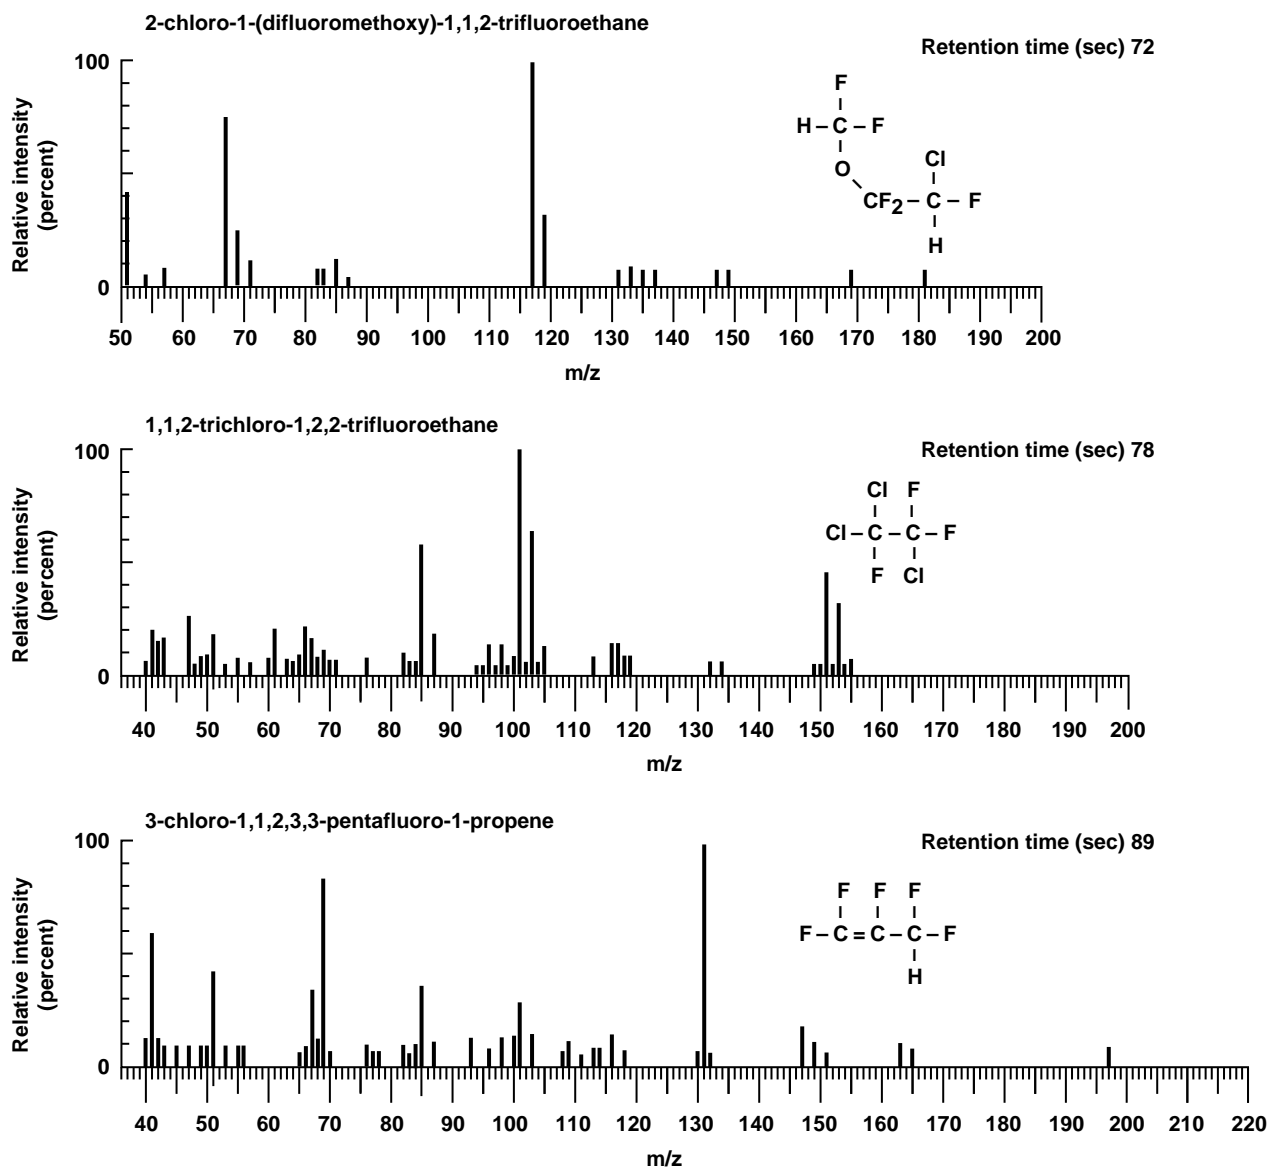 2-chloro-1-(difluoromethoxy)-1,1,2-trifluoroethane
Retention time (sec) 72
Relative intensity
(percent)
100
0
50 60 70 80 90 100 110 120 130 140 150 160 170 180 190 200
m/z
F
H–C–F
O
Cl
CF2–C–F
H
1,1,2-trichloro-1,2,2-trifluoroethane
Retention time (sec) 78
Relative intensity
(percent)
100
0
40 50 60 70 80 90 100 110 120 130 140 150 160 170 180 190 200
m/z
Cl F
Cl–C–C–F
F Cl
3-chloro-1,1,2,3,3-pentafluoro-1-propene
Retention time (sec) 89
Relative intensity
(percent)
100
0
40 50 60 70 80 90 100 110 120 130 140 150 160 170 180 190 200 210 220
m/z
F F F
F–C=C–C–F
H